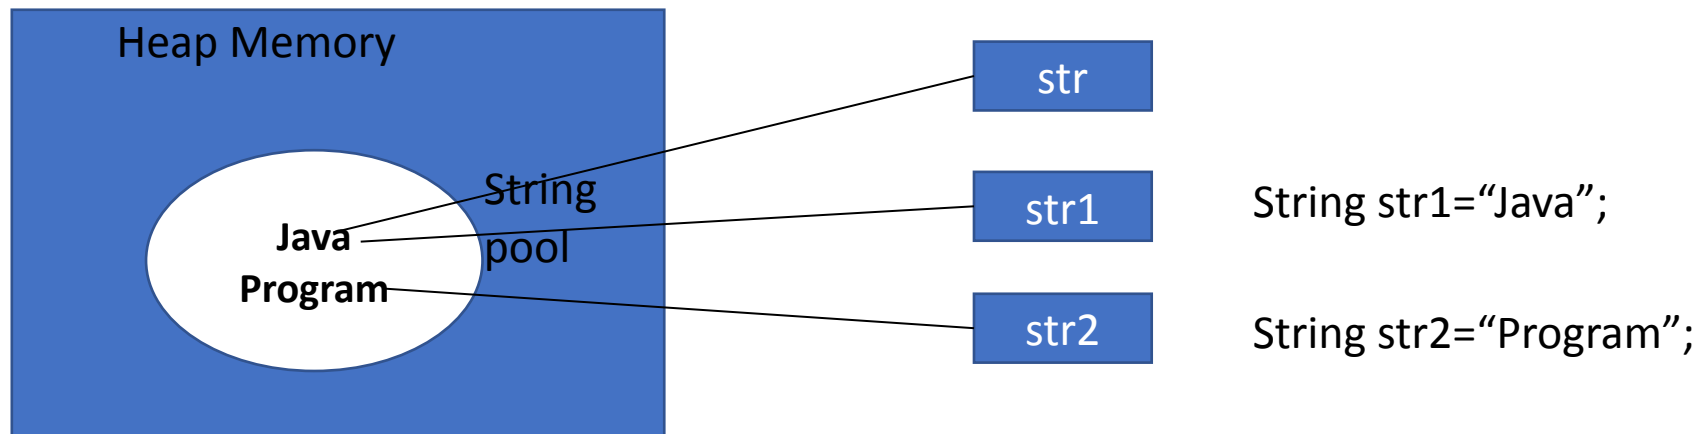 Heap Memory
str
String
pool
str1
String str1=“Java”;
Java
Program
str2
String str2=“Program”;